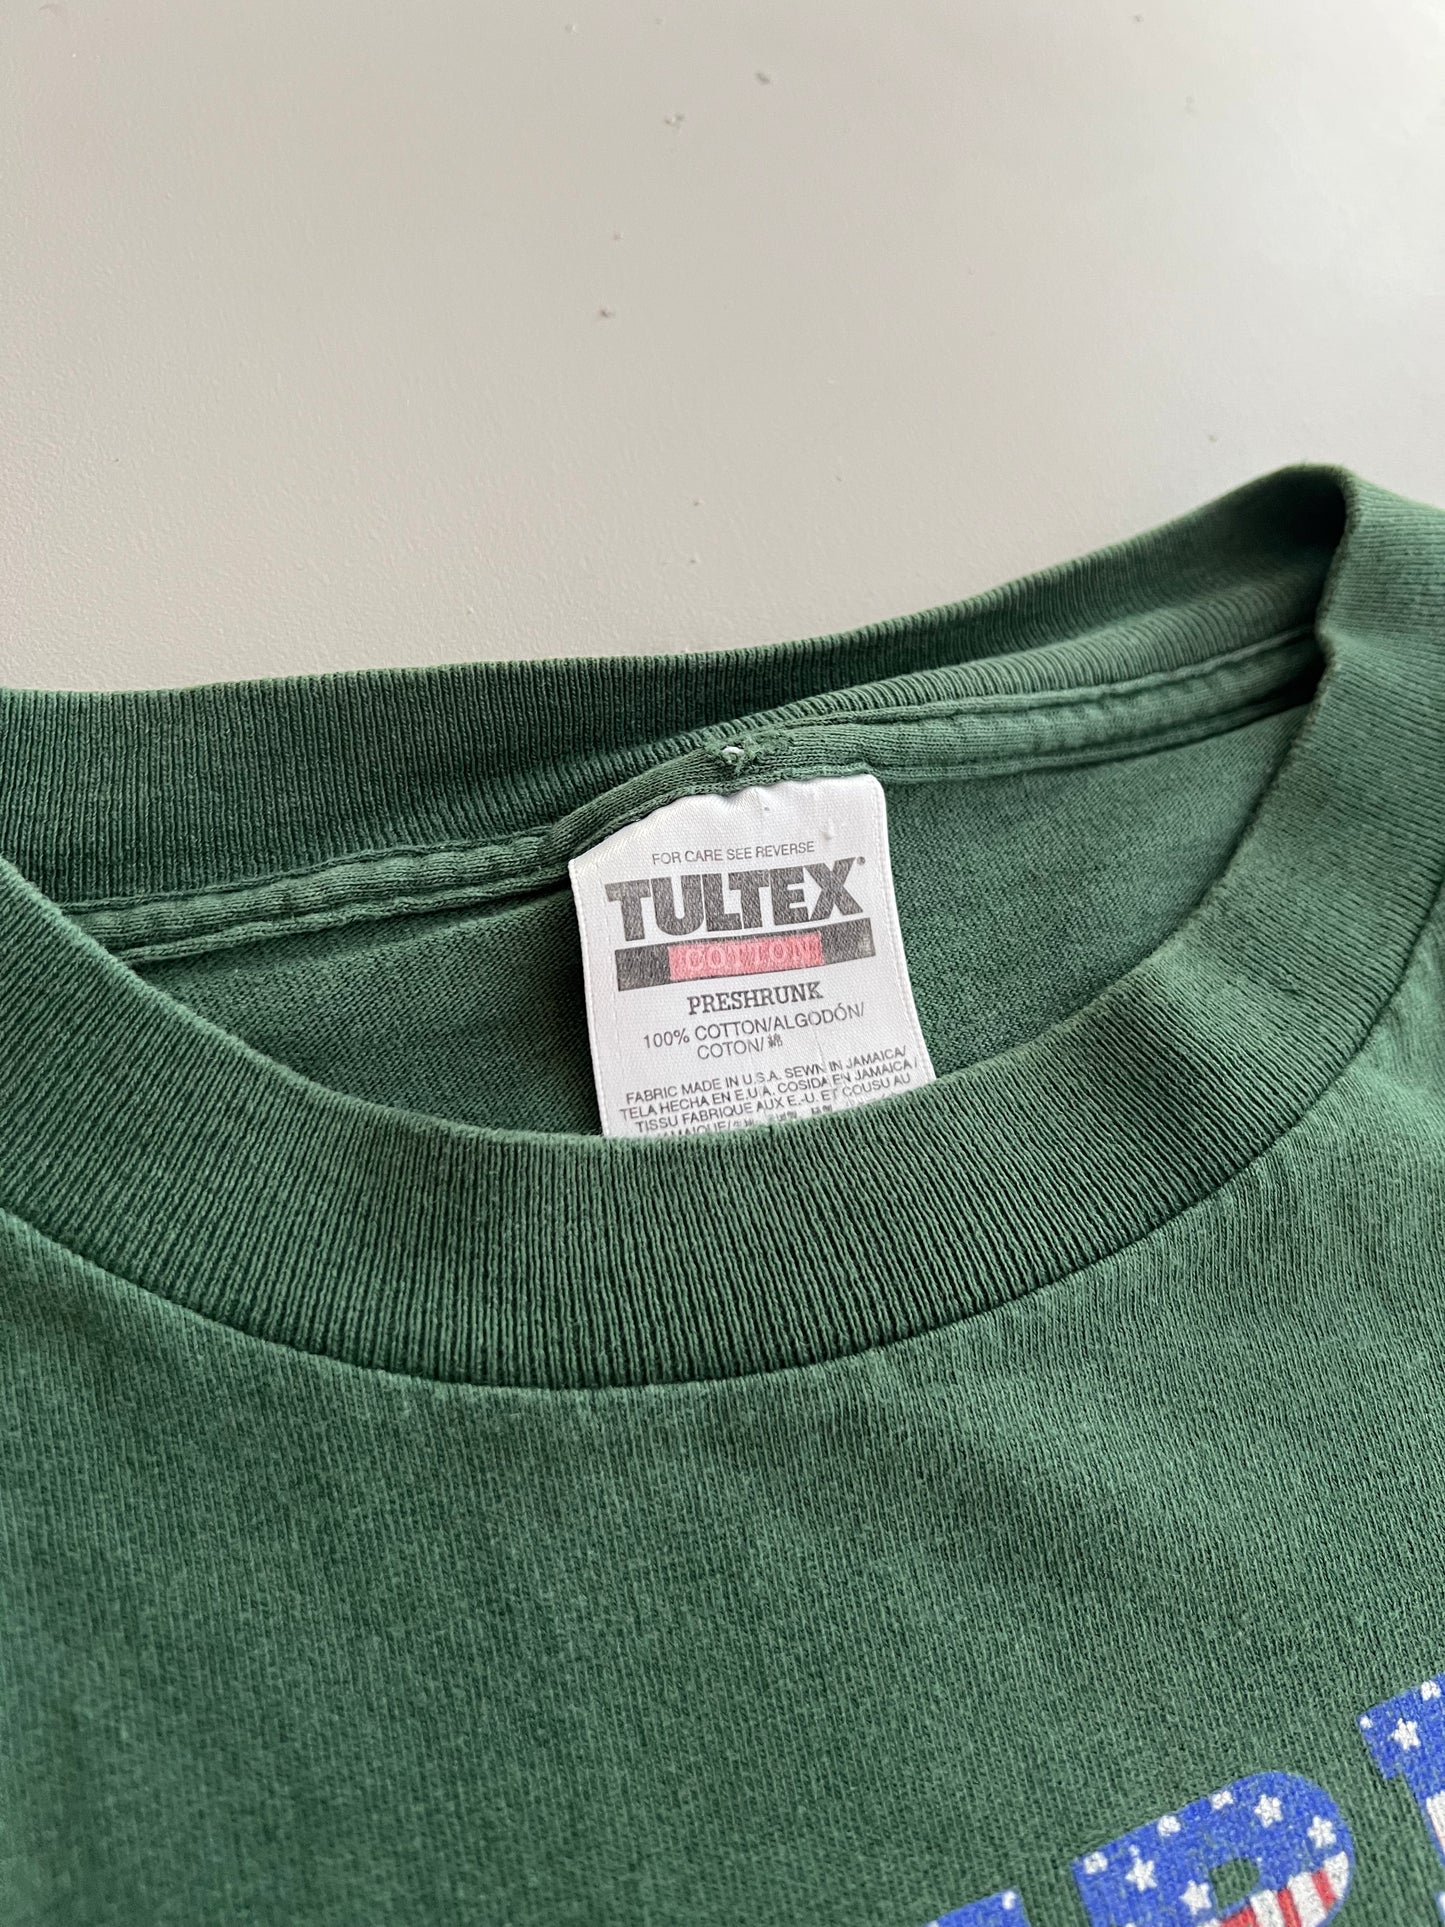 FOR CARE SEE REVERSE
TULTEX®
COTTON
PRESHRUNK
100% COTTON/ALGODÓN/
COTON/綿
FABRIC MADE IN U.S.A. SEWN IN JAMAICA/
TELA HECHA EN E.U.A. COSIDA EN JAMAICA/
TISSU FABRIQUE AUX E.-U. ET COUSU AU